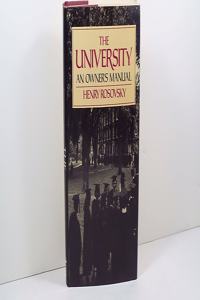 THE
UNIVERSITY
AN OWNER'S MANUAL
HENRY ROSOVSKY